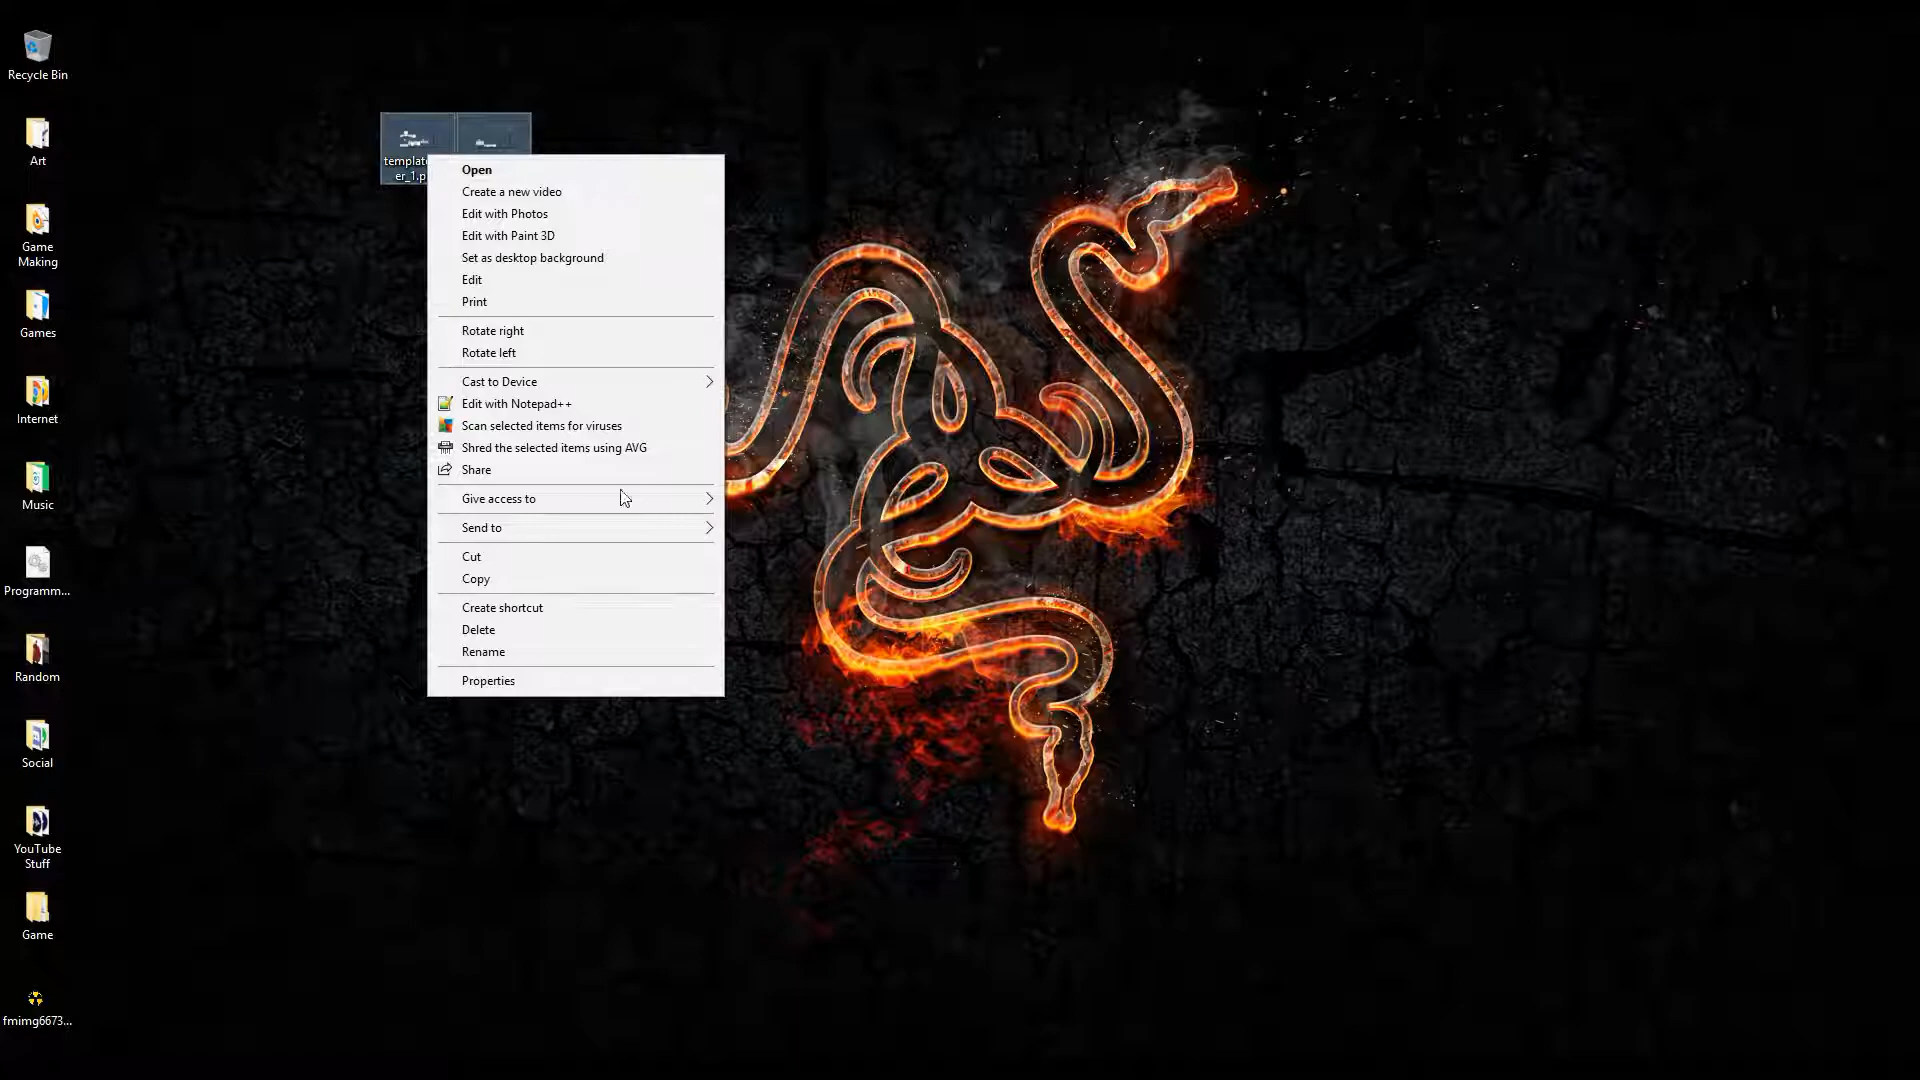 Recycle Bin
Art
Game
Making
Games
Internet
Music
Programm...
Random
Social
YouTube
Stuff
Game
fmimg6673...
templat
er_1.p
Open
Create a new video
Edit with Photos
Edit with Paint 3D
Set as desktop background
Edit
Print
Rotate right
Rotate left
Cast to Device
Edit with Notepad++
Scan selected items for viruses
Shred the selected items using AVG
Share
Give access to
Send to
Cut
Copy
Create shortcut
Delete
Rename
Properties